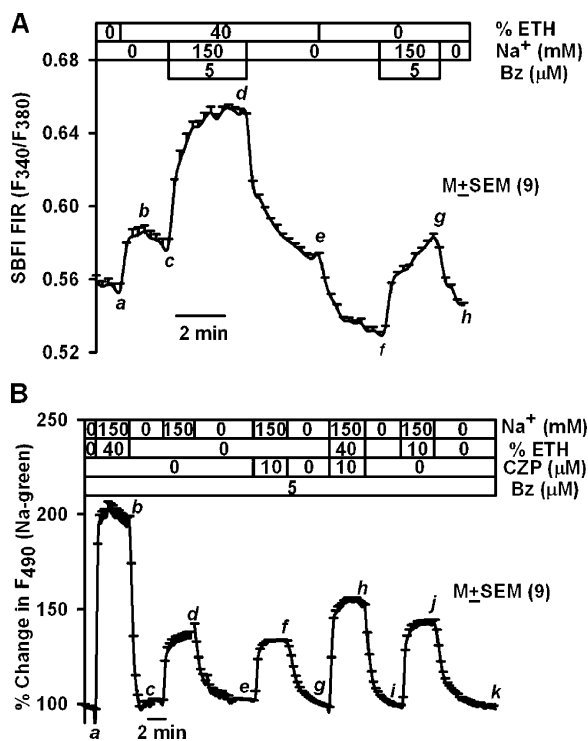 A
0 40 0 % ETH
0 150 0 150 0 Na+ (mM)
5 5 Bz (μM)
0.68
0.64
0.60
0.56
0.52
SBFI FIR (F340/F380)
a
b
c
d
e
f
g
h
M±SEM (9)
2 min
B
0 150 0 150 0 150 0 150 0 150 0 Na+ (mM)
0 40 0 40 0 10 0 % ETH
0 10 0 10 0 CZP (μM)
5 Bz (μM)
250
200
150
100
% Change in F490 (Na-green)
a
b
c
d
e
f
g
h
i
j
k
M±SEM (9)
2 min